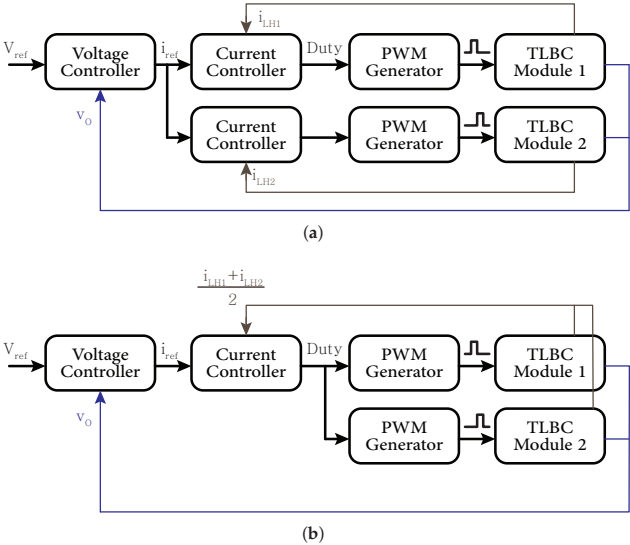 i_LH1
V_ref
Voltage
Controller
i_ref
Current
Controller
Duty
PWM
Generator
TLBC
Module 1
v_o
Current
Controller
PWM
Generator
TLBC
Module 2
i_LH2
(a)
i_LH1+i_LH2
2
V_ref
Voltage
Controller
i_ref
Current
Controller
Duty
PWM
Generator
TLBC
Module 1
v_o
PWM
Generator
TLBC
Module 2
(b)